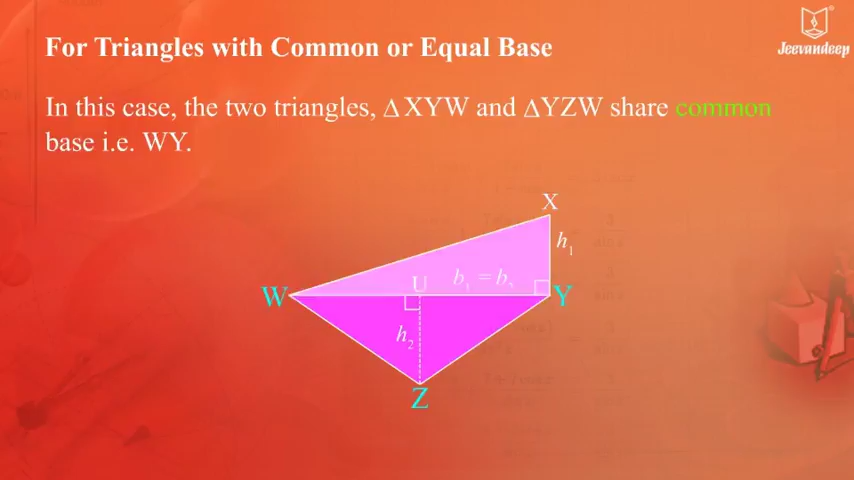 Jeevandeep
For Triangles with Common or Equal Base
In this case, the two triangles, Δ XYW and ΔYZW share common
base i.e. WY.
X
h₁
U
b₁ = b₂
W
Y
h₂
Z